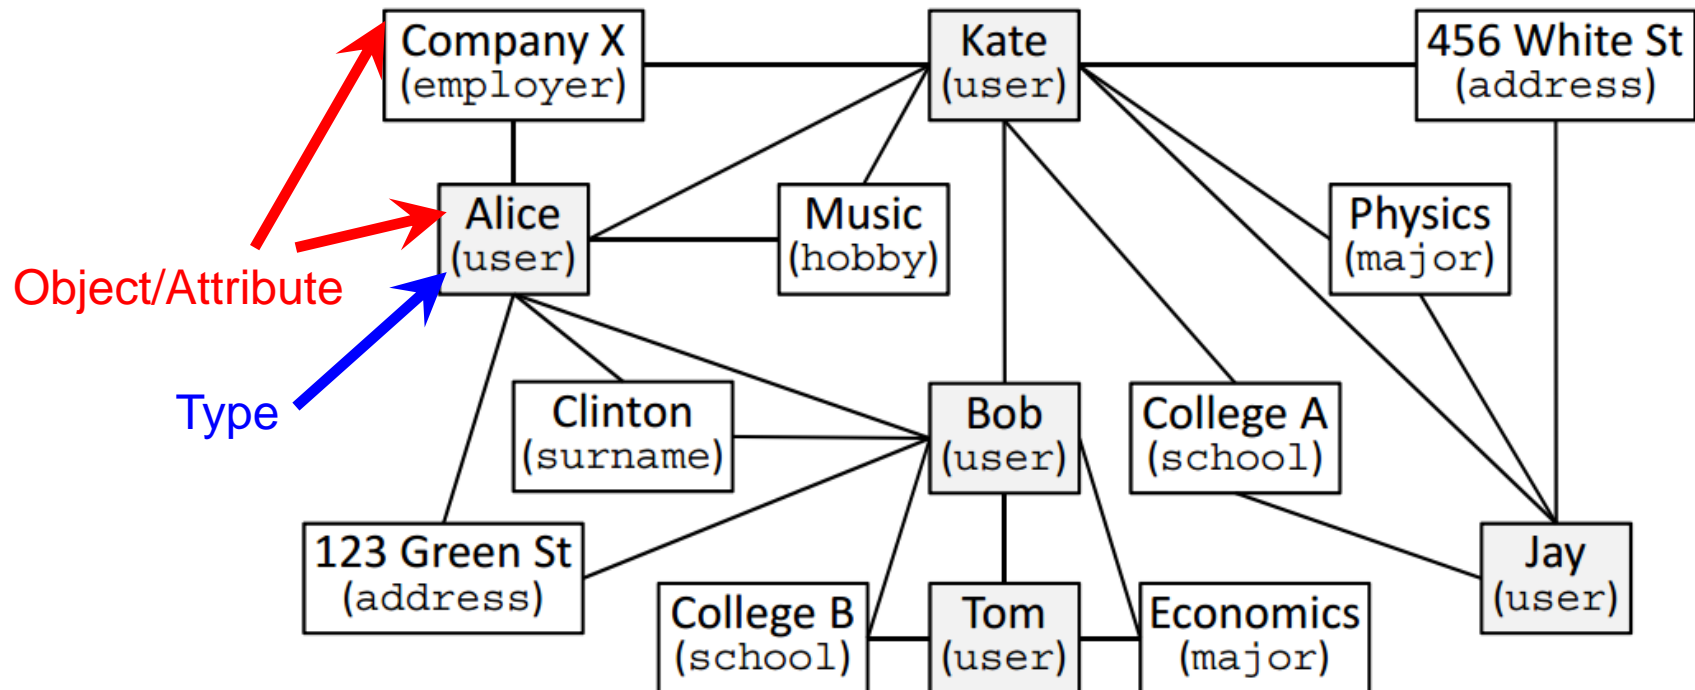 Company X
(employer)
Kate
(user)
456 White St
(address)
Alice
(user)
Music
(hobby)
Physics
(major)
Object/Attribute
Type
Clinton
(surname)
Bob
(user)
College A
(school)
123 Green St
(address)
College B
(school)
Tom
(user)
Economics
(major)
Jay
(user)